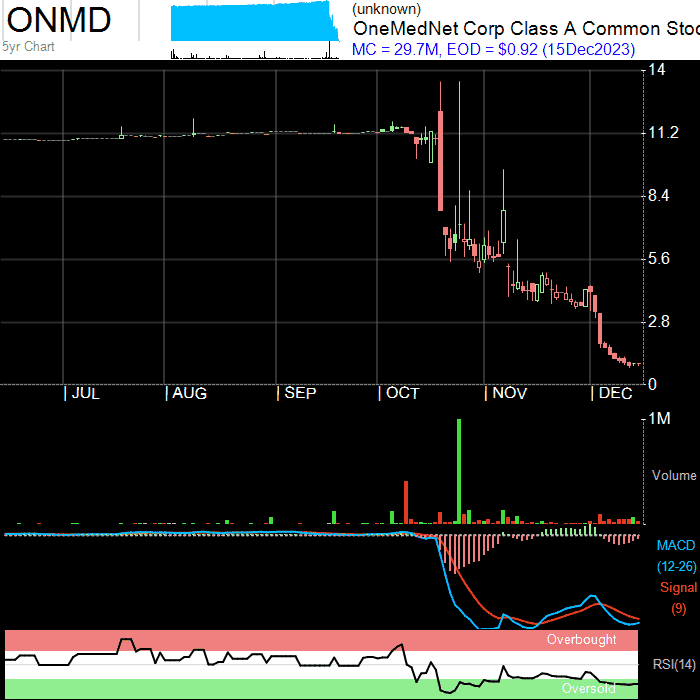 ONMD
5yr Chart
(unknown)
OneMedNet Corp Class A Common Stoc
MC = 29.7M, EOD = $0.92 (15Dec2023)
14
11.2
8.4
5.6
2.8
0
| JUL | AUG | SEP | OCT | NOV | DEC
1M
Volume
MACD
(12-26)
Signal
(9)
Overbought
RSI(14)
Oversold